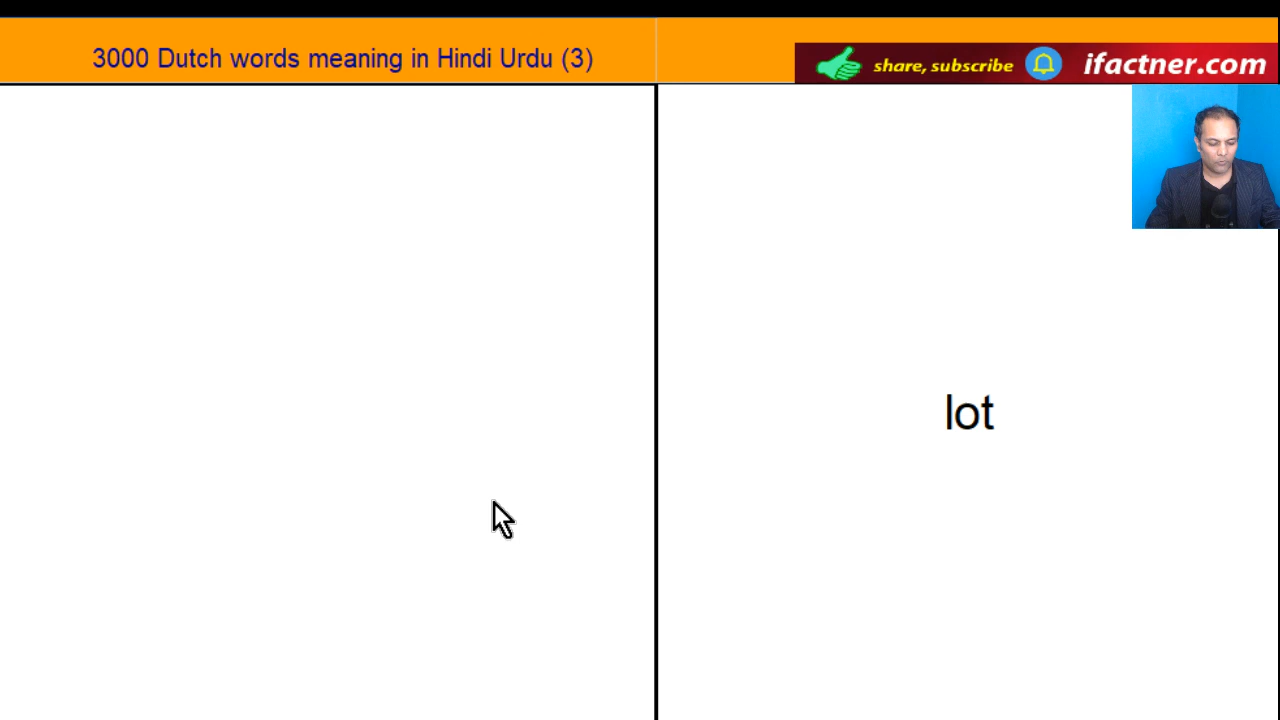 3000 Dutch words meaning in Hindi Urdu (3)
share, subscribe
ifactner.com
lot